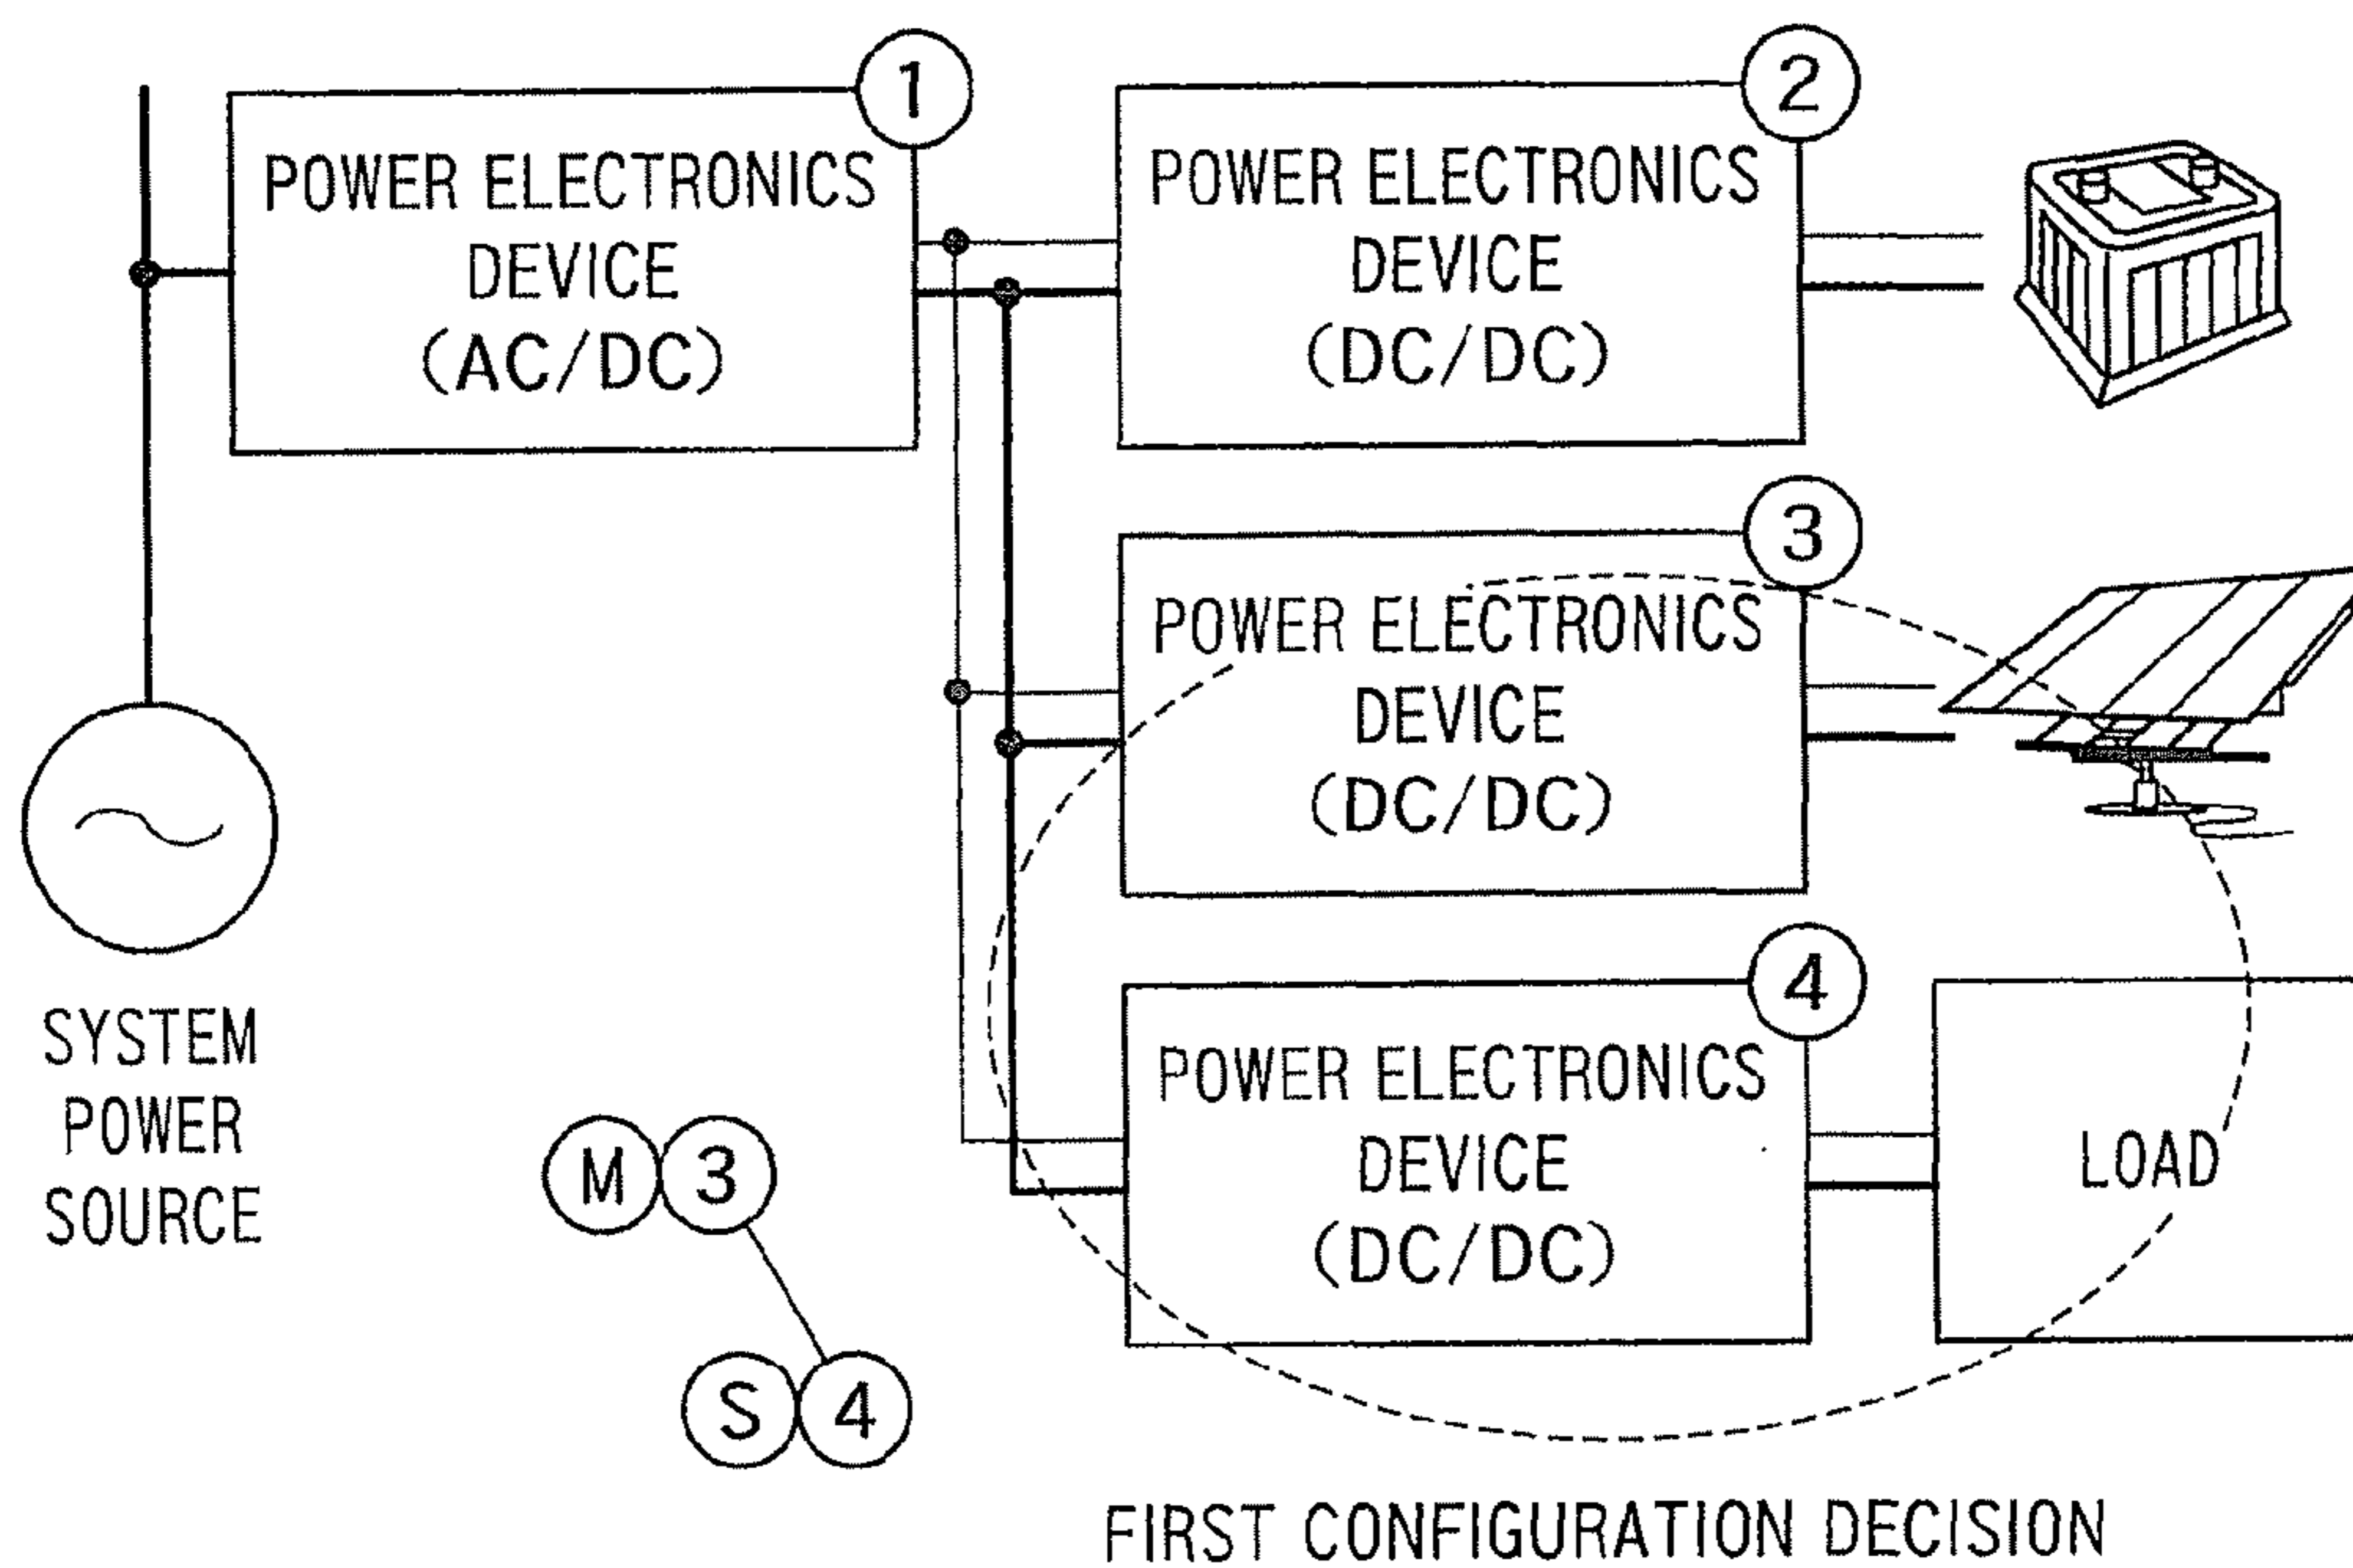 1
POWER ELECTRONICS
DEVICE
(AC/DC)
2
POWER ELECTRONICS
DEVICE
(DC/DC)
3
POWER ELECTRONICS
DEVICE
(DC/DC)
4
POWER ELECTRONICS
DEVICE
(DC/DC)
LOAD
SYSTEM
POWER
SOURCE
M 3
S 4
FIRST CONFIGURATION DECISION